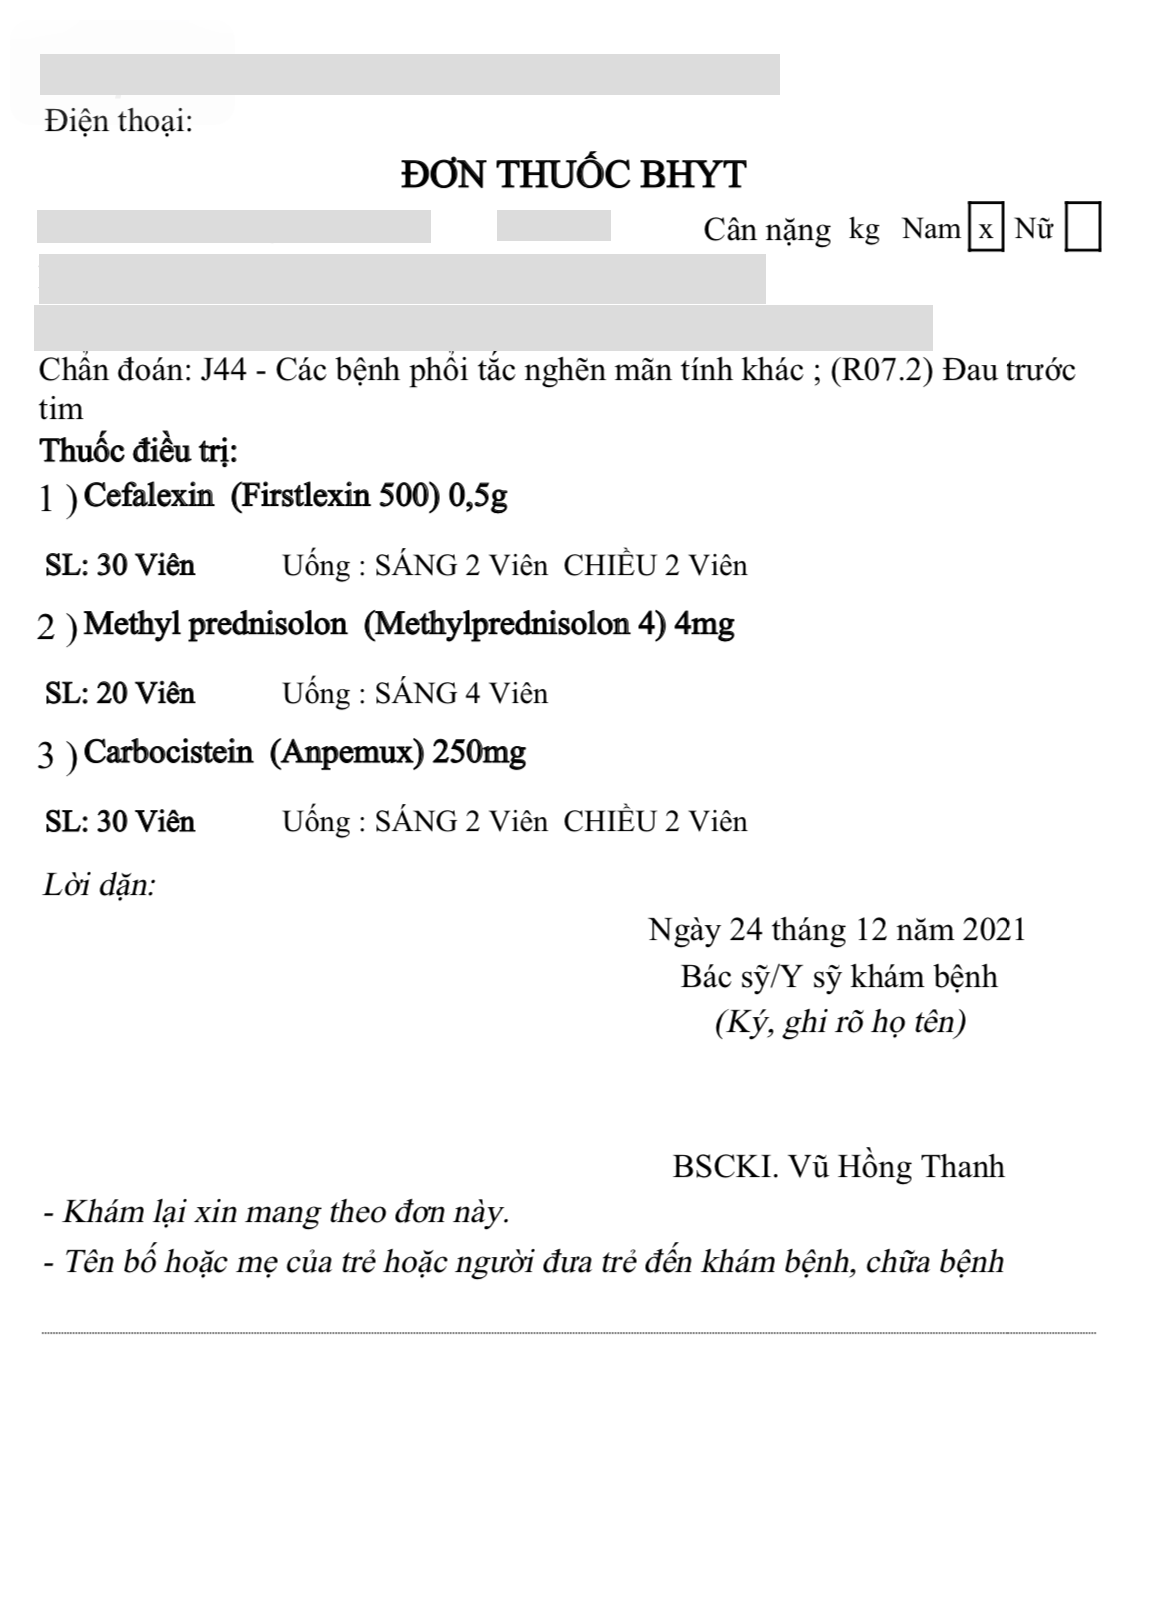 Điện thoại:
ĐƠN THUỐC BHYT
Cân nặng kg Nam x Nữ
Chẩn đoán: J44 - Các bệnh phổi tắc nghẽn mãn tính khác ; (R07.2) Đau trước
tim
Thuốc điều trị:
1 ) Cefalexin (Firstlexin 500) 0,5g
SL: 30 Viên Uống : SÁNG 2 Viên CHIỀU 2 Viên
2 ) Methyl prednisolon (Methylprednisolon 4) 4mg
SL: 20 Viên Uống : SÁNG 4 Viên
3 ) Carbocistein (Anpemux) 250mg
SL: 30 Viên Uống : SÁNG 2 Viên CHIỀU 2 Viên
Lời dặn:
Ngày 24 tháng 12 năm 2021
Bác sỹ/Y sỹ khám bệnh
(Ký, ghi rõ họ tên)
BSCKI. Vũ Hồng Thanh
- Khám lại xin mang theo đơn này.
- Tên bố hoặc mẹ của trẻ hoặc người đưa trẻ đến khám bệnh, chữa bệnh